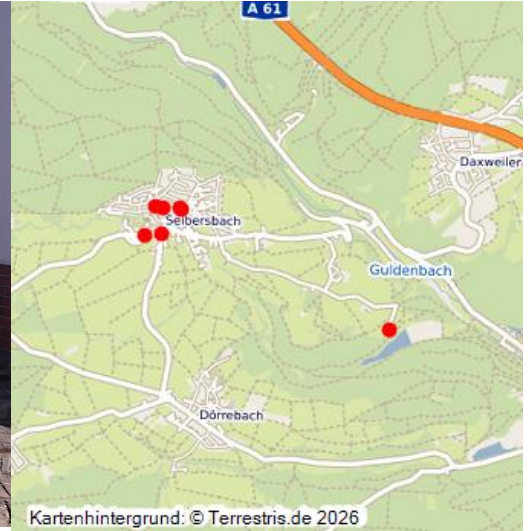 A 61
Daxweiler
Seibersbach
Guldenbach
Dörrebach
Kartenhintergrund: © Terrestris.de 2026